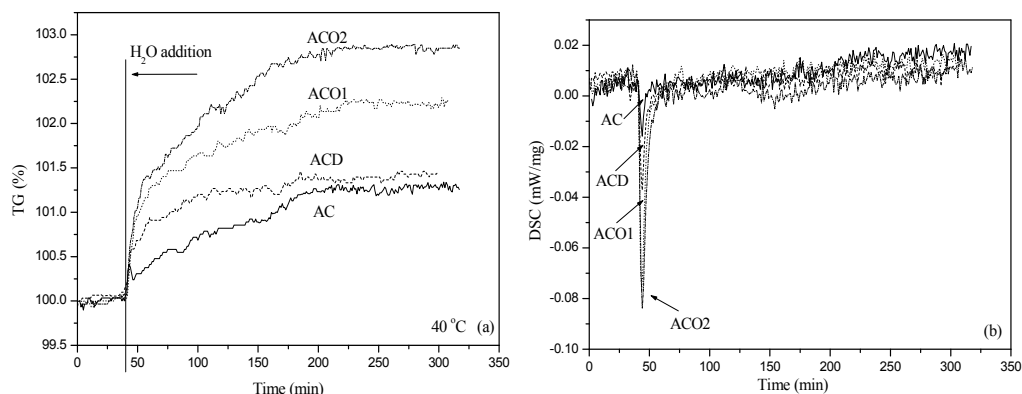 103.0
102.5
102.0
101.5
101.0
100.5
100.0
99.5
TG (%)
H₂O addition
ACO2
ACO1
ACD
AC
40 °C (a)
0 50 100 150 200 250 300 350
Time (min)
0.02
0.00
-0.02
-0.04
-0.06
-0.08
-0.10
DSC (mW/mg)
AC
ACD
ACO1
ACO2
(b)
0 50 100 150 200 250 300 350
Time (min)